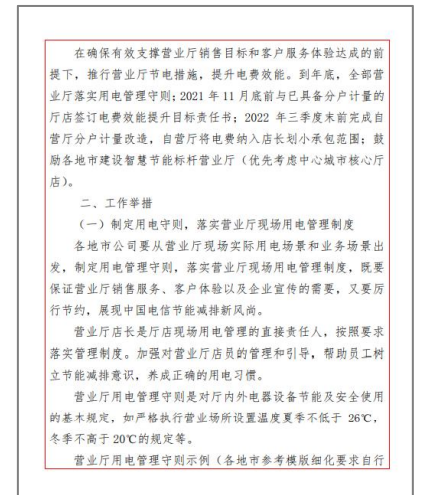 在确保有效支撑营业厅销售目标和客户服务体验达成的前
提下，推行营业厅节电措施，提升电费效能。到年底，全部营
业厅落实用电管理守则；2021 年 11 月底前与已具备分户计量的
厅店签订电费效能提升目标责任书；2022 年三季度末前完成自
营厅分户计量改造，自营厅将电费纳入店长划小承包范围；鼓
励各地市建设智慧节能标杆营业厅（优先考虑中心城市核心厅
店）。
二、工作举措
（一）制定用电守则，落实营业厅现场用电管理制度
各地市公司要从营业厅现场实际用电场景和业务场景出
发，制定用电管理守则，落实营业厅现场用电管理制度，既要
保证营业厅销售服务、客户体验以及企业宣传的需要，又要厉
行节约，展现中国电信节能减排新风尚。
营业厅店长是厅店现场用电管理的直接责任人，按照要求
落实管理制度。加强对营业厅店员的管理和引导，帮助员工树
立节能减排意识，养成正确的用电习惯。
营业厅用电管理守则是对厅内外电器设备节能及安全使用
的基本规定，如严格执行营业场所设置温度夏季不低于 26℃，
冬季不高于 20℃的规定等。
营业厅用电管理守则示例（各地市参考模版细化要求自行